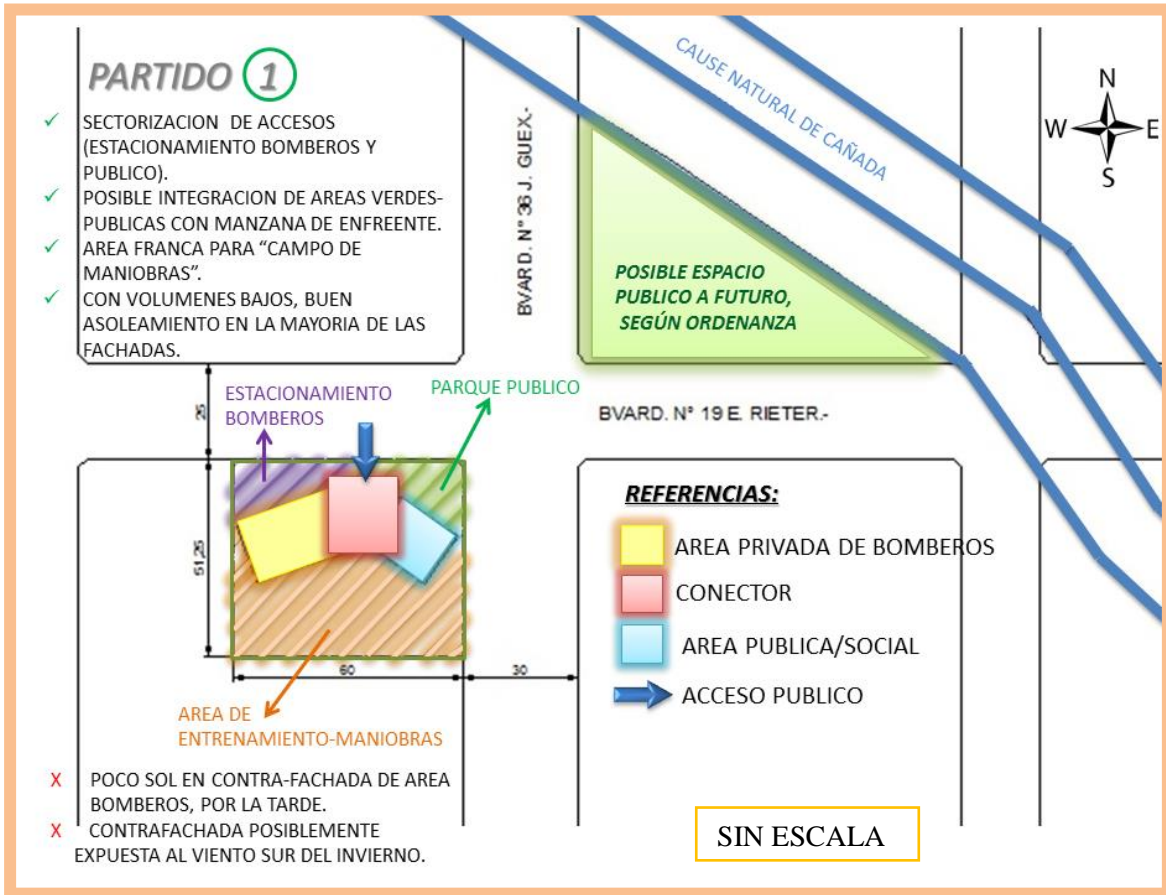 PARTIDO 1
✓ SECTORIZACION DE ACCESOS
(ESTACIONAMIENTO BOMBEROS Y
PUBLICO).
✓ POSIBLE INTEGRACION DE AREAS VERDES-
PUBLICAS CON MANZANA DE ENFREENTE.
✓ AREA FRANCA PARA “CAMPO DE
MANIOBRAS”.
✓ CON VOLUMENES BAJOS, BUEN
ASOLEAMIENTO EN LA MAYORIA DE LAS
FACHADAS.
BVARD. N° 36 J. GUEX.-
CAUSE NATURAL DE CAÑADA
N
W E
S
POSIBLE ESPACIO
PUBLICO A FUTURO,
SEGÚN ORDENANZA
ESTACIONAMIENTO
BOMBEROS
PARQUE PUBLICO
25
BVARD. N° 19 E. RIETER.-
51,25
60
30
REFERENCIAS:
AREA PRIVADA DE BOMBEROS
CONECTOR
AREA PUBLICA/SOCIAL
ACCESO PUBLICO
AREA DE
ENTRENAMIENTO-MANIOBRAS
X POCO SOL EN CONTRA-FACHADA DE AREA
BOMBEROS, POR LA TARDE.
X CONTRAFACHADA POSIBLEMENTE
EXPUESTA AL VIENTO SUR DEL INVIERNO.
SIN ESCALA